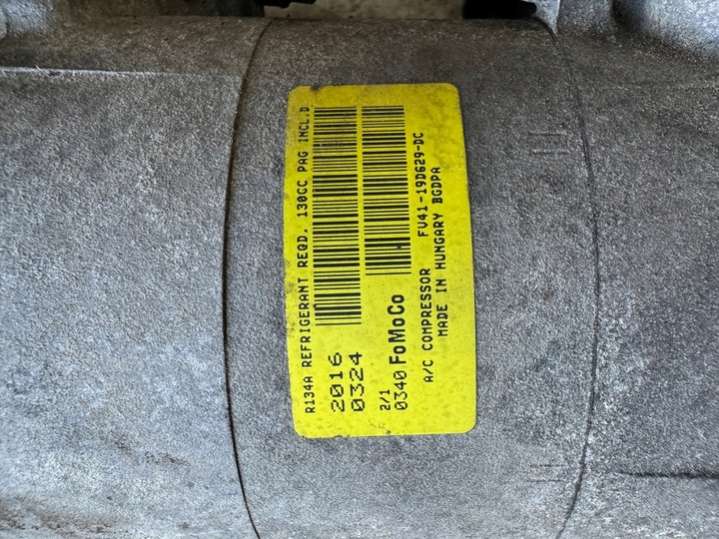 R134A REFRIGERANT REQD. 130CC PAG INCL.D
2016
0324
2/1
0340 FoMoCo
A/C COMPRESSOR FU41-19D629-DC
MADE IN HUNGARY BGDPA